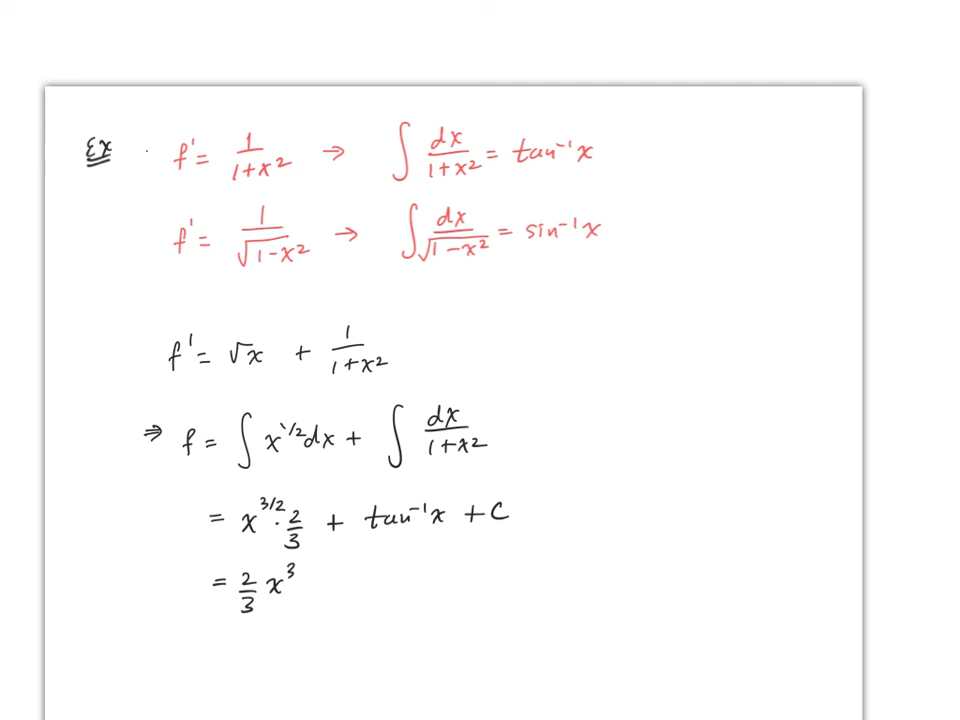 Ex f' = 1/(1+x²) → ∫ dx/(1+x²) = tan⁻¹x
f' = 1/√(1-x²) → ∫ dx/√(1-x²) = sin⁻¹x
f' = √x + 1/(1+x²)
⇒ f = ∫ x^(1/2) dx + ∫ dx/(1+x²)
= x^(3/2) · 2/3 + tan⁻¹x + C
= 2/3 x³